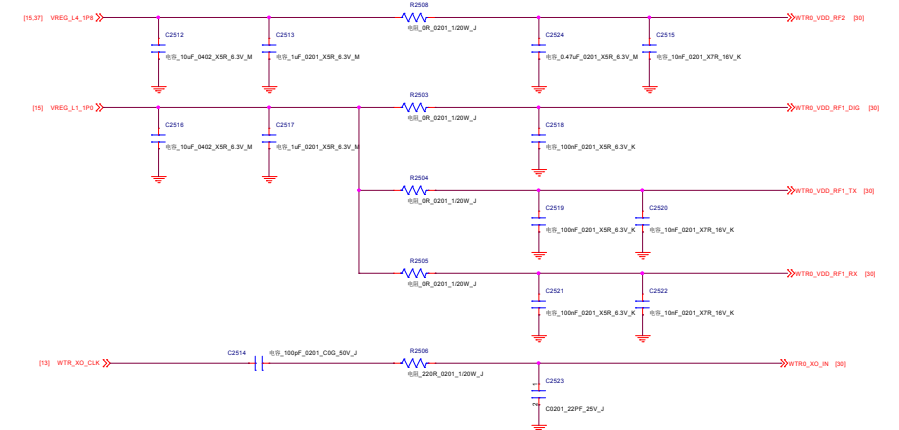 R2508
[15,37] VREG_L4_1P8
WTR0_VDD_RF2 [30]
电阻_0R_0201_1/20W_J
C2512
C2513
C2524
C2515
电容_10uF_0402_X5R_6.3V_M
电容_1uF_0201_X5R_6.3V_M
电容_0.47uF_0201_X5R_6.3V_M
电容_10nF_0201_X7R_16V_K
R2503
[15] VREG_L1_1P0
WTR0_VDD_RF1_DIG [30]
电阻_0R_0201_1/20W_J
C2516
C2517
C2518
电容_10uF_0402_X5R_6.3V_M
电容_1uF_0201_X5R_6.3V_M
电容_100nF_0201_X5R_6.3V_K
R2504
WTR0_VDD_RF1_TX [30]
电阻_0R_0201_1/20W_J
C2519
C2520
电容_100nF_0201_X5R_6.3V_K
电容_10nF_0201_X7R_16V_K
R2505
WTR0_VDD_RF1_RX [30]
电阻_0R_0201_1/20W_J
C2521
C2522
电容_100nF_0201_X5R_6.3V_K
电容_10nF_0201_X7R_16V_K
C2514
电容_100pF_0201_C0G_50V_J
R2506
[13] WTR_XO_CLK
WTR0_XO_IN [30]
电阻_220R_0201_1/20W_J
C2523
1
2
C0201_22PF_25V_J